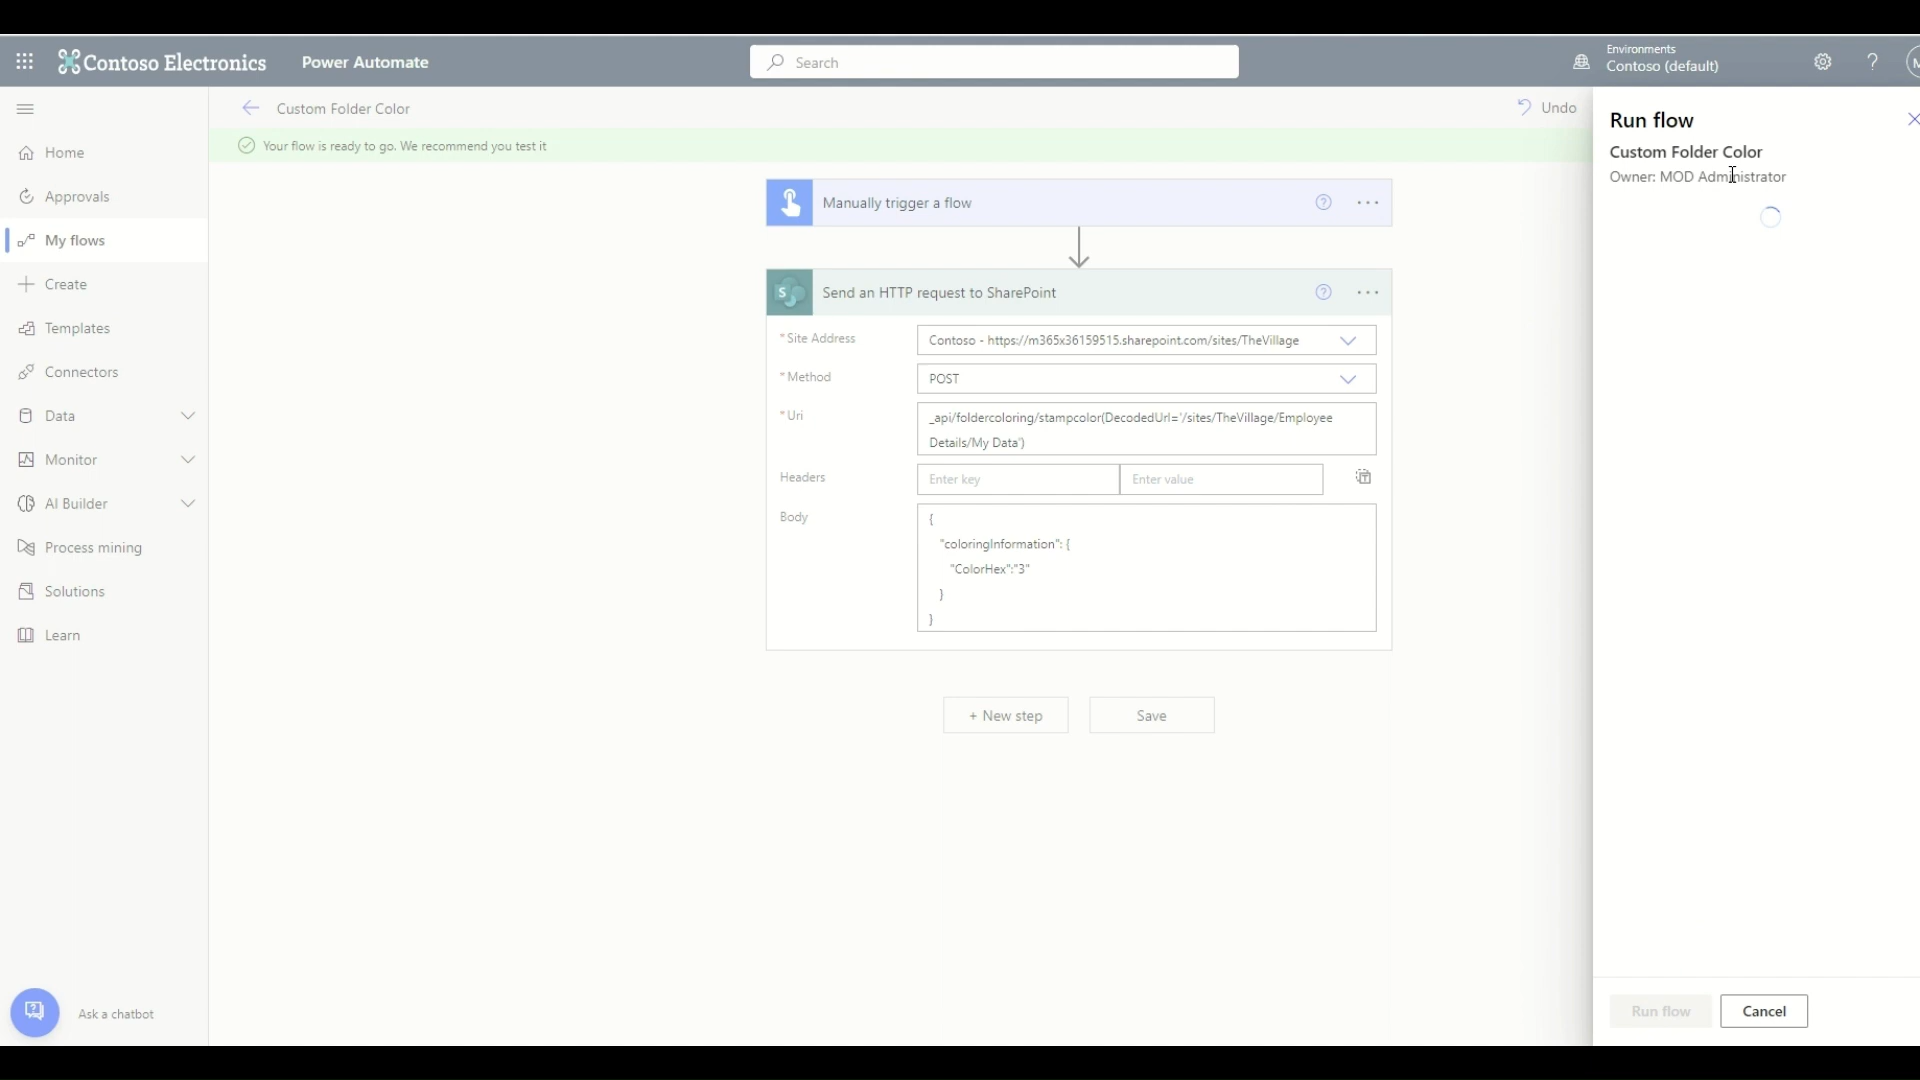 Contoso Electronics
Power Automate
Search
Environments
Contoso (default)
?
M
Custom Folder Color
Undo
Your flow is ready to go. We recommend you test it
Home
Approvals
My flows
Create
Templates
Connectors
Data
Monitor
AI Builder
Process mining
Solutions
Learn
Ask a chatbot
Manually trigger a flow
Send an HTTP request to SharePoint
* Site Address
Contoso - https://m365x36159515.sharepoint.com/sites/TheVillage
* Method
POST
* Uri
_api/foldercoloring/stampcolor(DecodedUrl='/sites/TheVillage/Employee
Details/My Data')
Headers
Enter key
Enter value
Body
{
"coloringInformation": {
"ColorHex":"3"
}
}
+ New step
Save
Run flow
Custom Folder Color
Owner: MOD Administrator
Run flow
Cancel